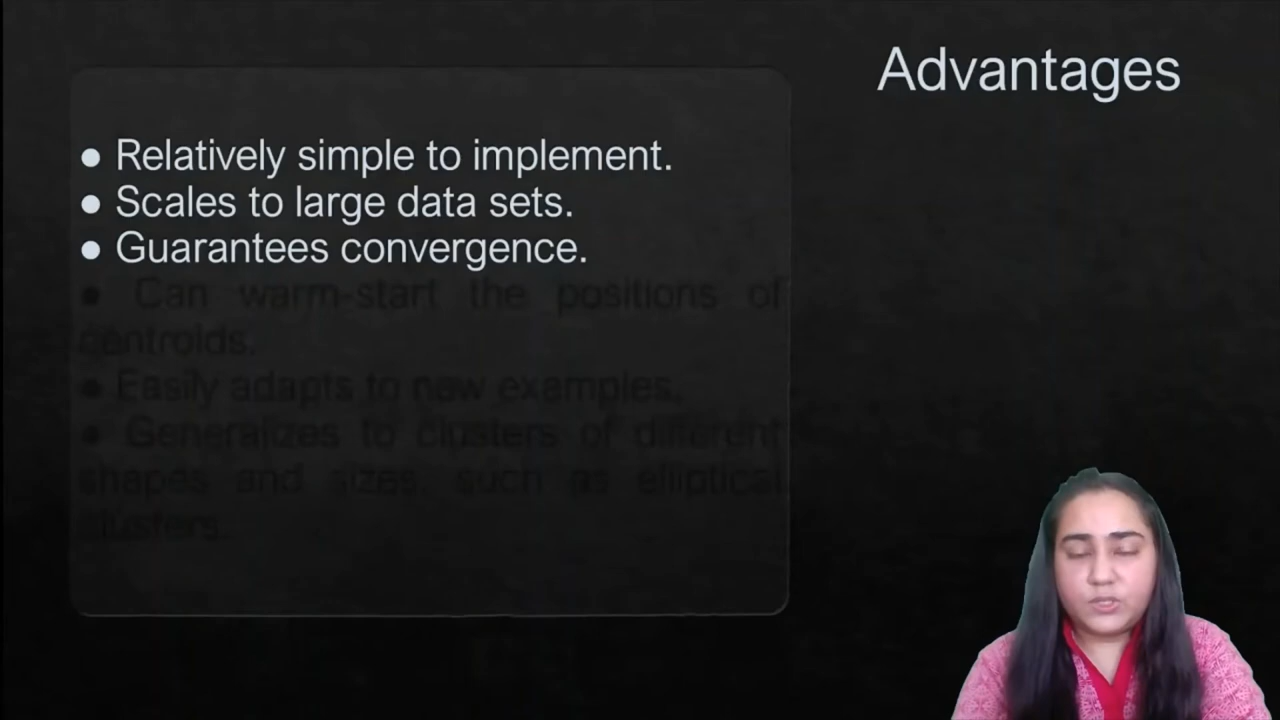 Advantages
● Relatively simple to implement.
● Scales to large data sets.
● Guarantees convergence.
● Can warm-start the positions of
centroids.
● Easily adapts to new examples.
● Generalizes to clusters of different
shapes and sizes, such as elliptical
clusters.